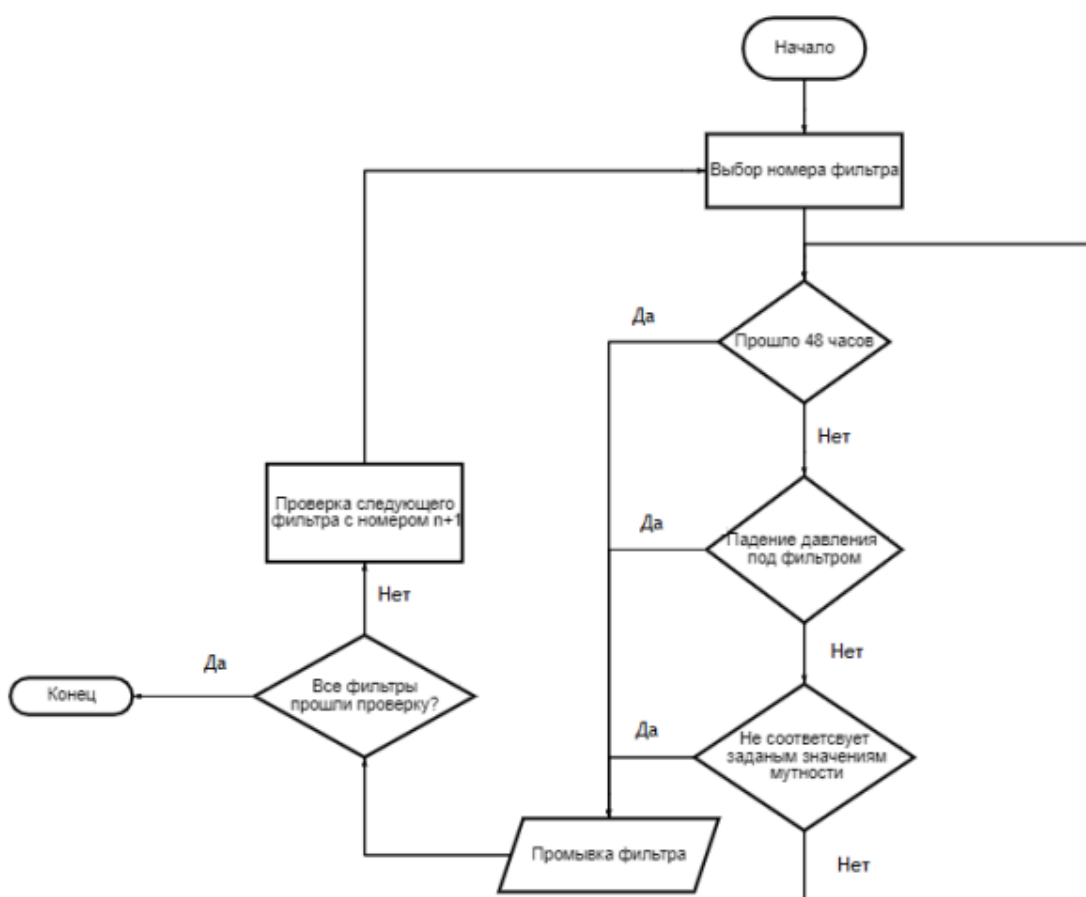 Начало
Выбор номера фильтра
Да
Прошло 48 часов
Нет
Проверка следующего
фильтра с номером n+1
Да
Падение давления
под фильтром
Нет
Нет
Да
Конец
Все фильтры
прошли проверку?
Да
Не соответсвует
заданым значениям
мутности
Промывка фильтра
Нет